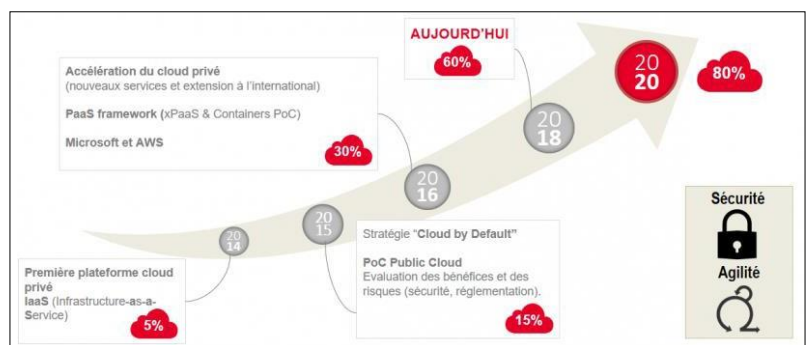 AUJOURD'HUI
60%
20
20
80%
Accélération du cloud privé
(nouveaux services et extension à l'international)
PaaS framework (xPaaS & Containers PoC)
Microsoft et AWS
30%
20
18
20
16
20
15
20
14
Sécurité
Agilité
Stratégie "Cloud by Default"
PoC Public Cloud
Evaluation des bénéfices et des
risques (sécurité, réglementation).
15%
Première plateforme cloud
privé
IaaS (Infrastructure-as-a-
Service)
5%